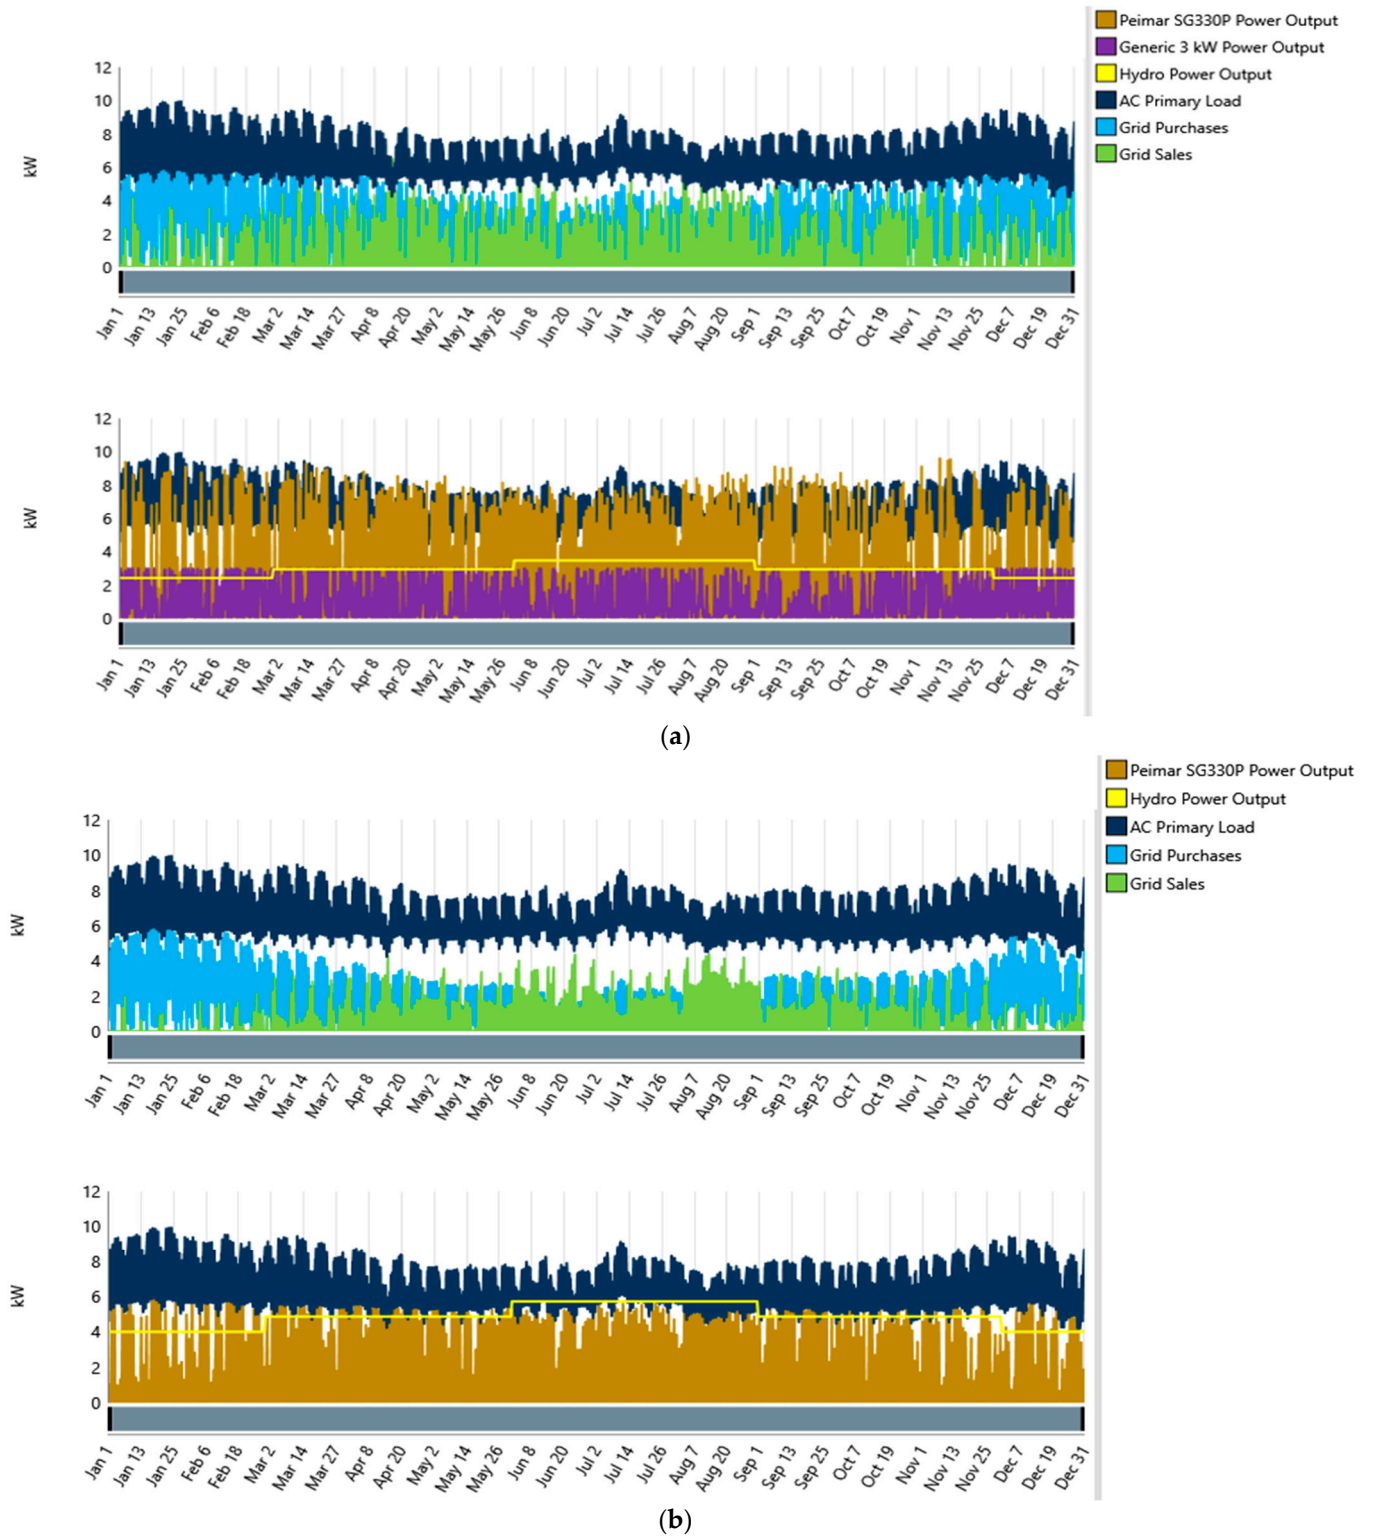 Peimar SG330P Power Output
Generic 3 kW Power Output
Hydro Power Output
AC Primary Load
Grid Purchases
Grid Sales
kW
12
10
8
6
4
2
0
Jan 1 Jan 13 Jan 25 Feb 6 Feb 18 Mar 2 Mar 14 Mar 27 Apr 8 Apr 20 May 2 May 14 May 26 Jun 8 Jun 20 Jul 2 Jul 14 Jul 26 Aug 7 Aug 20 Sep 1 Sep 13 Sep 25 Oct 7 Oct 19 Nov 1 Nov 13 Nov 25 Dec 7 Dec 19 Dec 31
kW
12
10
8
6
4
2
0
Jan 1 Jan 13 Jan 25 Feb 6 Feb 18 Mar 2 Mar 14 Mar 27 Apr 8 Apr 20 May 2 May 14 May 26 Jun 8 Jun 20 Jul 2 Jul 14 Jul 26 Aug 7 Aug 20 Sep 1 Sep 13 Sep 25 Oct 7 Oct 19 Nov 1 Nov 13 Nov 25 Dec 7 Dec 19 Dec 31
(a)
Peimar SG330P Power Output
Hydro Power Output
AC Primary Load
Grid Purchases
Grid Sales
kW
12
10
8
6
4
2
0
Jan 1 Jan 13 Jan 25 Feb 6 Feb 18 Mar 2 Mar 14 Mar 27 Apr 8 Apr 20 May 2 May 14 May 26 Jun 8 Jun 20 Jul 2 Jul 14 Jul 26 Aug 7 Aug 20 Sep 1 Sep 13 Sep 25 Oct 7 Oct 19 Nov 1 Nov 13 Nov 25 Dec 7 Dec 19 Dec 31
kW
12
10
8
6
4
2
0
Jan 1 Jan 13 Jan 25 Feb 6 Feb 18 Mar 2 Mar 14 Mar 27 Apr 8 Apr 20 May 2 May 14 May 26 Jun 8 Jun 20 Jul 2 Jul 14 Jul 26 Aug 7 Aug 20 Sep 1 Sep 13 Sep 25 Oct 7 Oct 19 Nov 1 Nov 13 Nov 25 Dec 7 Dec 19 Dec 31
(b)